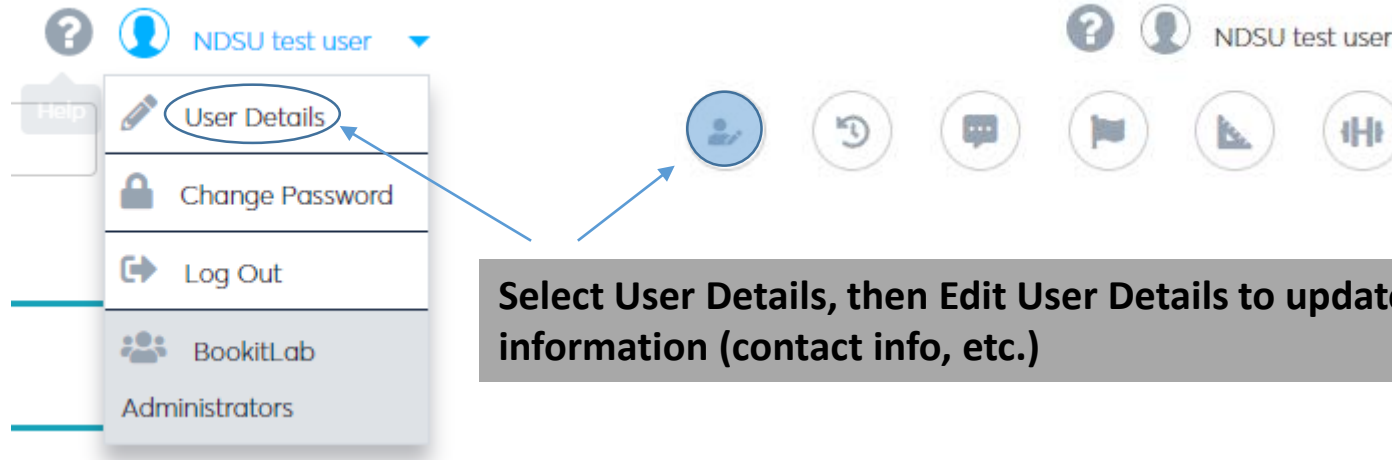 NDSU test user
NDSU test user
Help
User Details
Change Password
Log Out
BookitLab
Administrators
Select User Details, then Edit User Details to update
information (contact info, etc.)